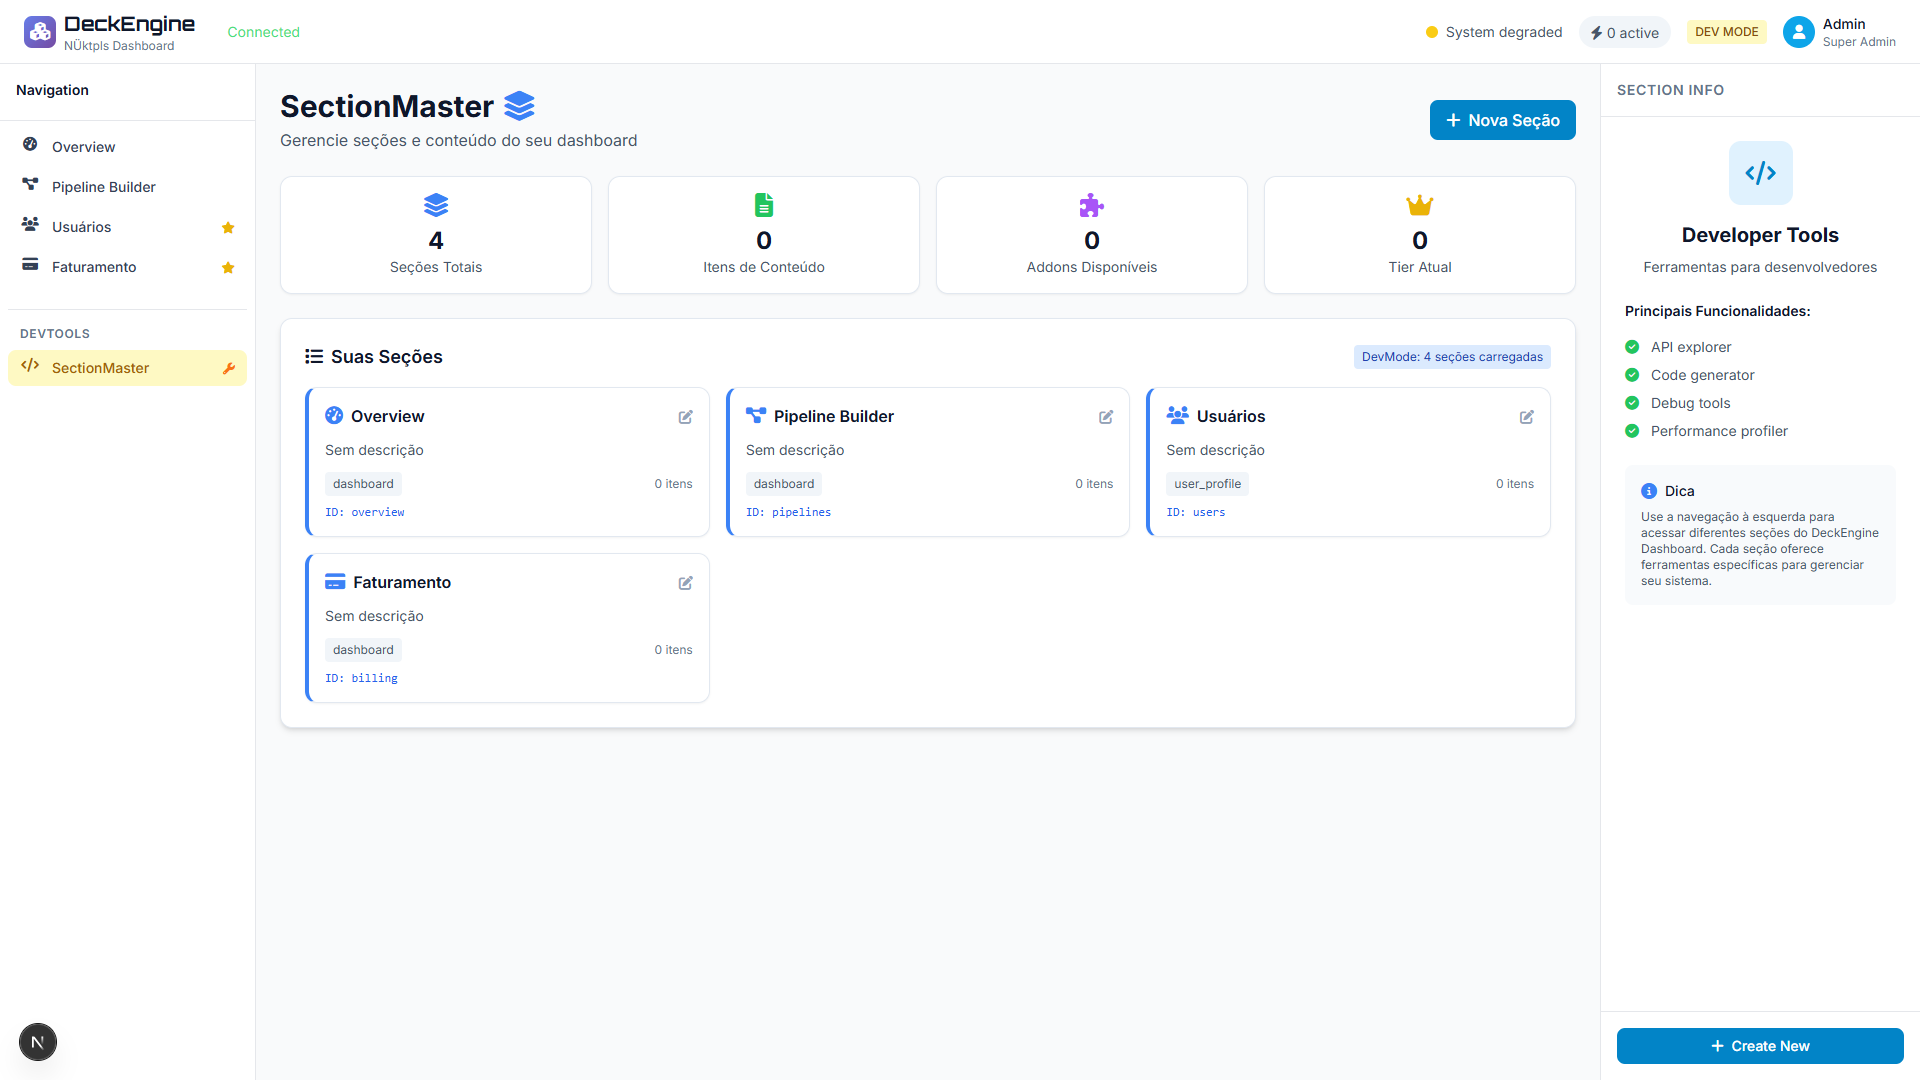 DeckEngine
NÜktpls Dashboard
Connected
System degraded
0 active
DEV MODE
Admin
Super Admin
Navigation
Overview
Pipeline Builder
Usuários
Faturamento
DEVTOOLS
SectionMaster
SectionMaster
Gerencie seções e conteúdo do seu dashboard
Nova Seção
4
Seções Totais
0
Itens de Conteúdo
0
Addons Disponíveis
0
Tier Atual
Suas Seções
DevMode: 4 seções carregadas
Overview
Sem descrição
dashboard
0 itens
ID: overview
Pipeline Builder
Sem descrição
dashboard
0 itens
ID: pipelines
Usuários
Sem descrição
user_profile
0 itens
ID: users
Faturamento
Sem descrição
dashboard
0 itens
ID: billing
SECTION INFO
Developer Tools
Ferramentas para desenvolvedores
Principais Funcionalidades:
API explorer
Code generator
Debug tools
Performance profiler
Dica
Use a navegação à esquerda para
acessar diferentes seções do DeckEngine
Dashboard. Cada seção oferece
ferramentas específicas para gerenciar
seu sistema.
Create New
N